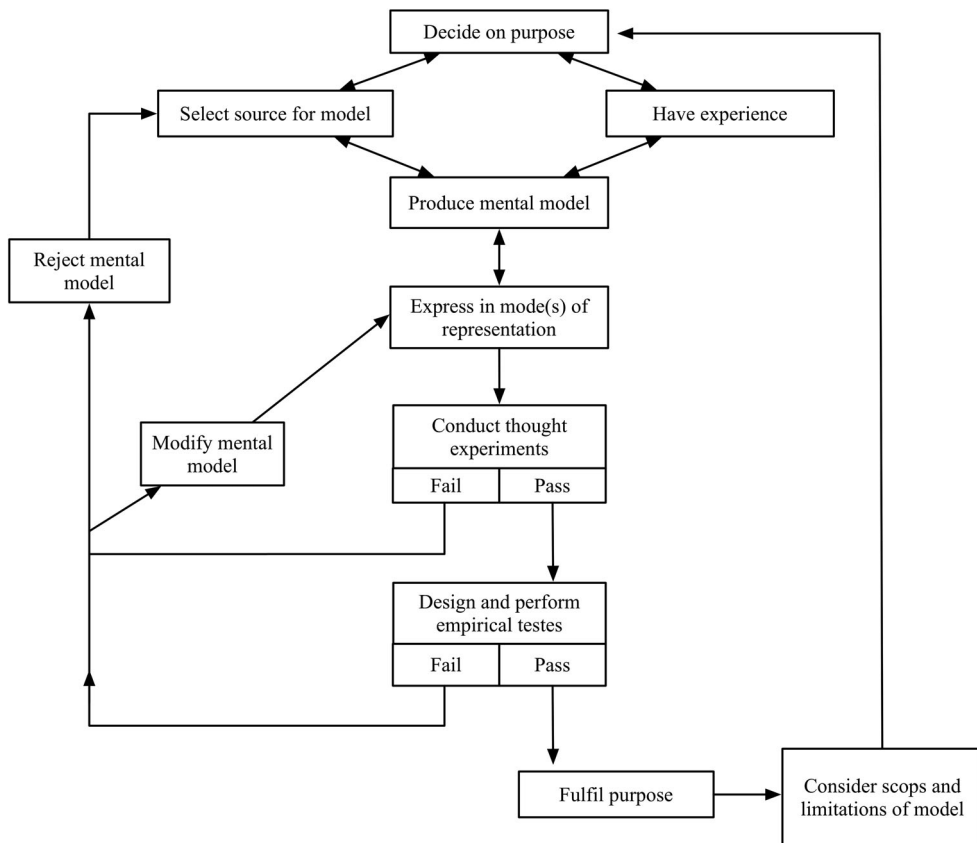 Decide on purpose
Select source for model
Have experience
Produce mental model
Reject mental
model
Express in mode(s) of
representation
Conduct thought
experiments
Modify mental
model
Fail
Pass
Design and perform
empirical testes
Fail
Pass
Fulfil purpose
Consider scops and
limitations of model